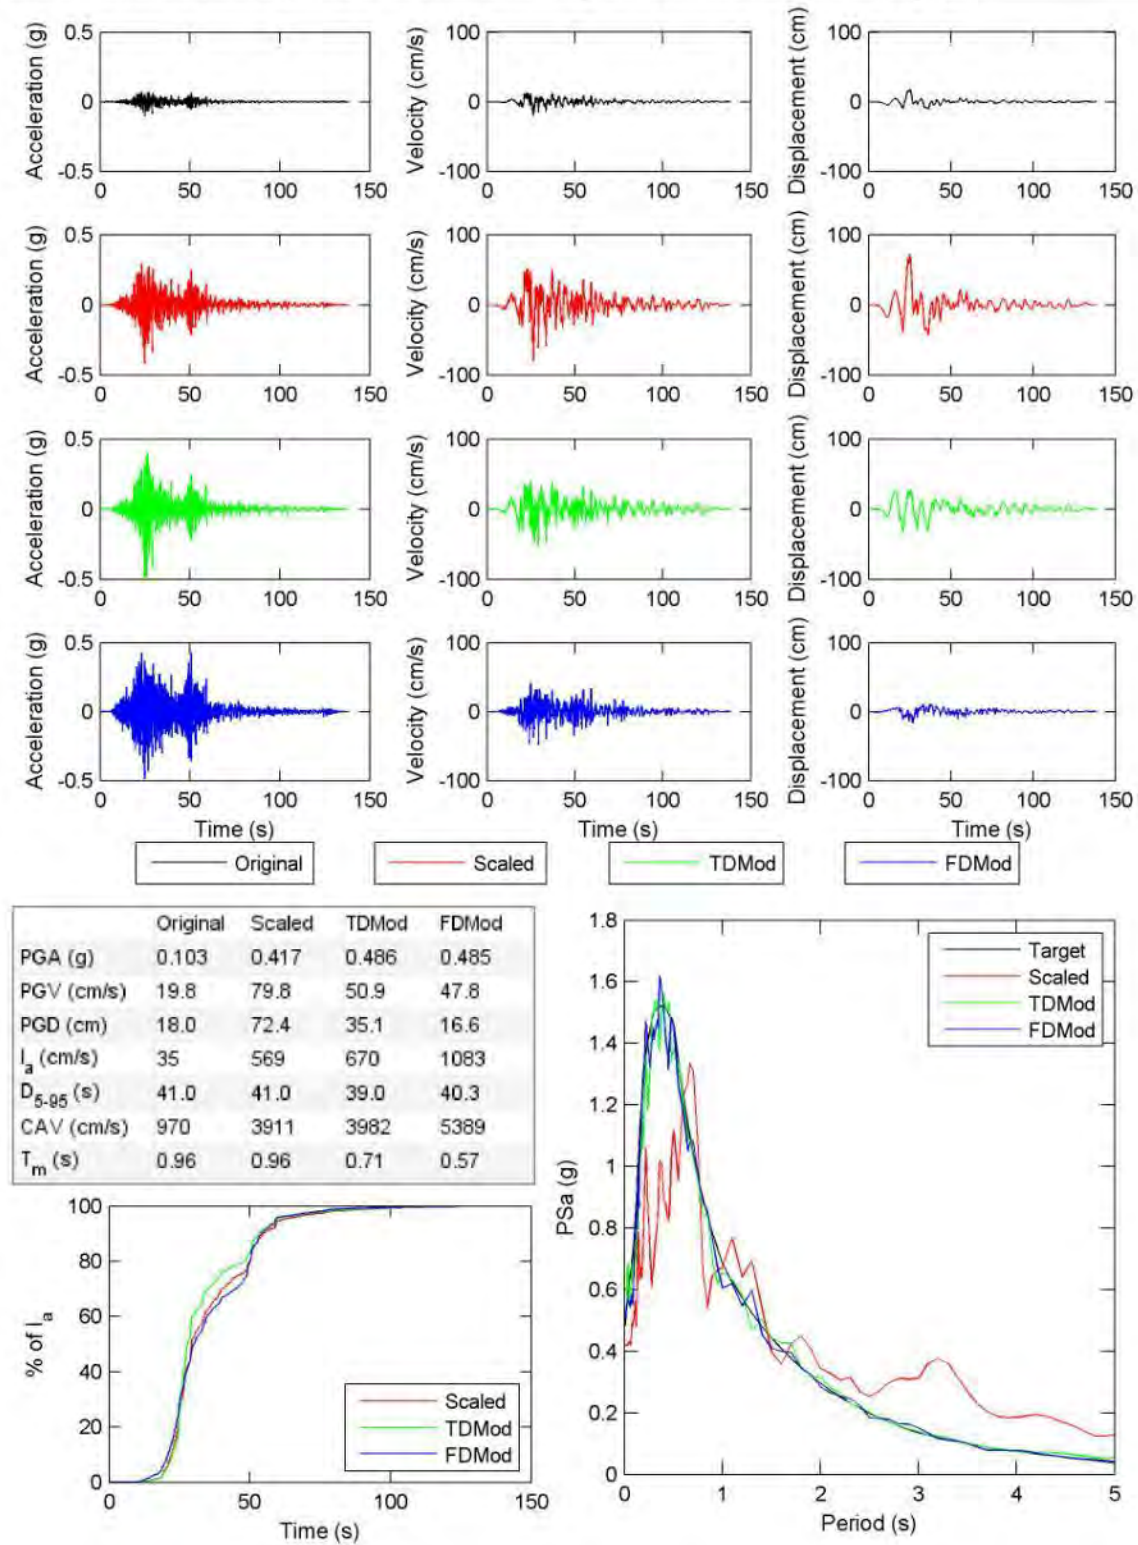 Acceleration (g)
0.5
0
-0.5
0 50 100 150
Velocity (cm/s)
100
0
-100
0 50 100 150
Displacement (cm)
100
0
-100
0 50 100 150
Acceleration (g)
0.5
0
-0.5
0 50 100 150
Velocity (cm/s)
100
0
-100
0 50 100 150
Displacement (cm)
100
0
-100
0 50 100 150
Acceleration (g)
0.5
0
-0.5
0 50 100 150
Velocity (cm/s)
100
0
-100
0 50 100 150
Displacement (cm)
100
0
-100
0 50 100 150
Acceleration (g)
0.5
0
-0.5
0 50 100 150
Time (s)
Velocity (cm/s)
100
0
-100
0 50 100 150
Time (s)
Displacement (cm)
100
0
-100
0 50 100 150
Time (s)
Original Scaled TDMod FDMod
Original Scaled TDMod FDMod
PGA (g) 0.103 0.417 0.486 0.485
PGV (cm/s) 19.8 79.8 50.9 47.8
PGD (cm) 18.0 72.4 35.1 16.6
I_a (cm/s) 35 569 670 1083
D_5-95 (s) 41.0 41.0 39.0 40.3
CAV (cm/s) 970 3911 3982 5389
T_m (s) 0.96 0.96 0.71 0.57
% of I_a
100
80
60
40
20
0
0 50 100 150
Time (s)
Scaled
TDMod
FDMod
PSa (g)
1.8
1.6
1.4
1.2
1
0.8
0.6
0.4
0.2
0
0 1 2 3 4 5
Period (s)
Target
Scaled
TDMod
FDMod